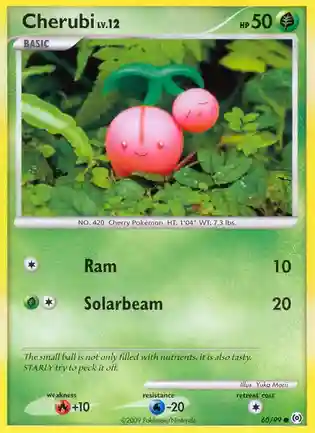 Cherubi LV.12 HP 50
BASIC
NO. 420 Cherry Pokémon HT. 1'04" WT. 7.3 lbs.
Ram 10
Solarbeam 20
The small ball is not only filled with nutrients, it is also tasty.
STARLY try to peck it off.
Illus. Yuka Morii
weakness resistance retreat cost
+10 -20
©2009 Pokémon/Nintendo 60/99